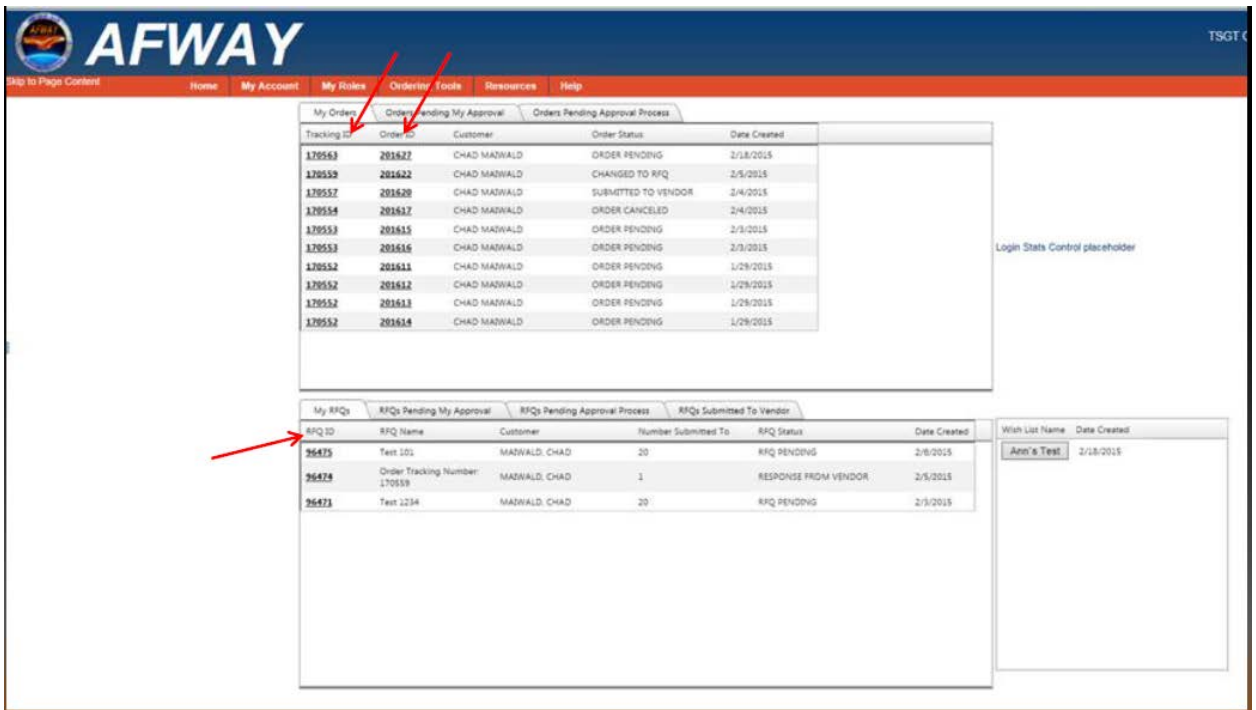 AFWAY
TSGT
Skip to Page Content Home My Account My Roles Ordering Tools Resources Help
My Orders Orders Pending My Approval Orders Pending Approval Process
Tracking ID Order ID Customer Order Status Date Created
170563 201627 CHAD MAIWALD ORDER PENDING 2/18/2015
170559 201622 CHAD MAIWALD CHANGED TO RFQ 2/5/2015
170557 201620 CHAD MAIWALD SUBMITTED TO VENDOR 2/4/2015
170554 201617 CHAD MAIWALD ORDER CANCELED 2/4/2015
170553 201615 CHAD MAIWALD ORDER PENDING 2/3/2015
170553 201616 CHAD MAIWALD ORDER PENDING 2/3/2015
Login Stats Control placeholder
170552 201611 CHAD MAIWALD ORDER PENDING 1/29/2015
170552 201612 CHAD MAIWALD ORDER PENDING 1/29/2015
170552 201613 CHAD MAIWALD ORDER PENDING 1/29/2015
170552 201614 CHAD MAIWALD ORDER PENDING 1/29/2015
My RFQs RFQs Pending My Approval RFQs Pending Approval Process RFQs Submitted To Vendor
RFQ ID RFQ Name Customer Number Submitted To RFQ Status Date Created
96475 Test 101 MAIWALD, CHAD 20 RFQ PENDING 2/6/2015
96474 Order Tracking Number: 170559 MAIWALD, CHAD 1 RESPONSE FROM VENDOR 2/5/2015
96471 Test 1234 MAIWALD, CHAD 20 RFQ PENDING 2/3/2015
Wish List Name Date Created
Ann's Test 2/18/2015